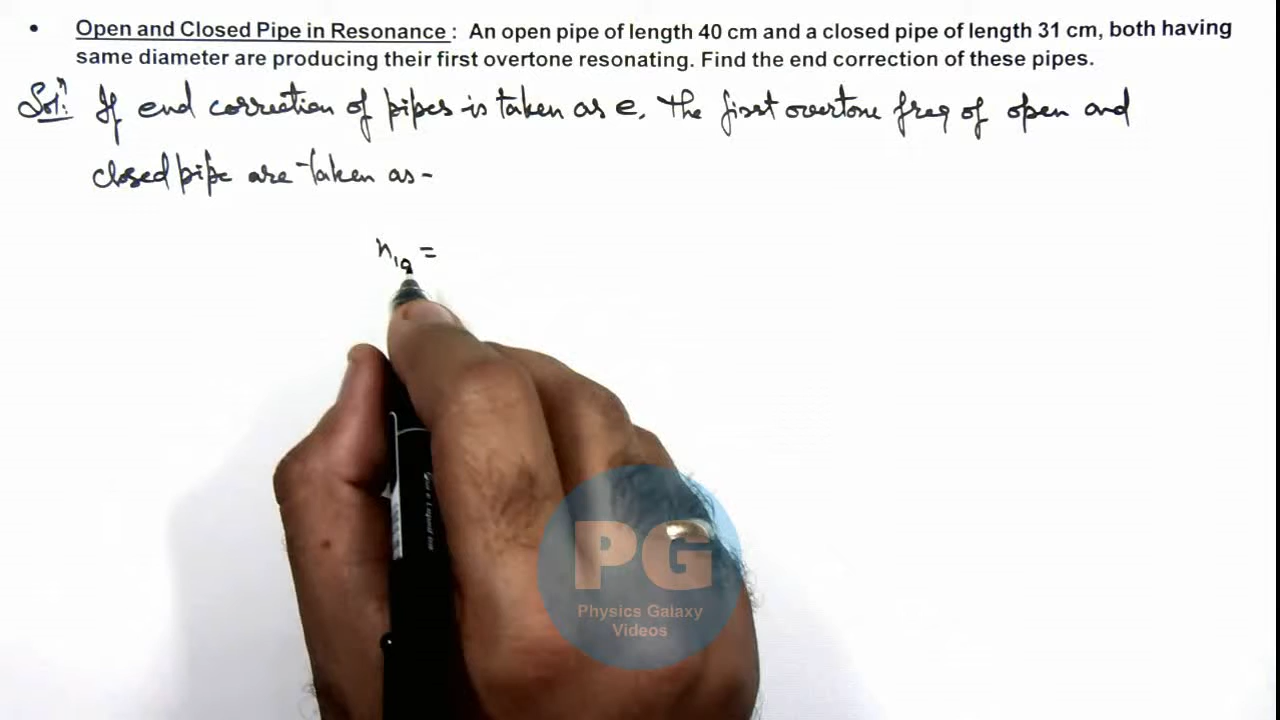 • Open and Closed Pipe in Resonance : An open pipe of length 40 cm and a closed pipe of length 31 cm, both having
same diameter are producing their first overtone resonating. Find the end correction of these pipes.
Solⁿ: If end correction of pipes is taken as e, The first overtone freq of open and
closed pipe are taken as-
n₁₀ =
PG
Physics Galaxy
Videos